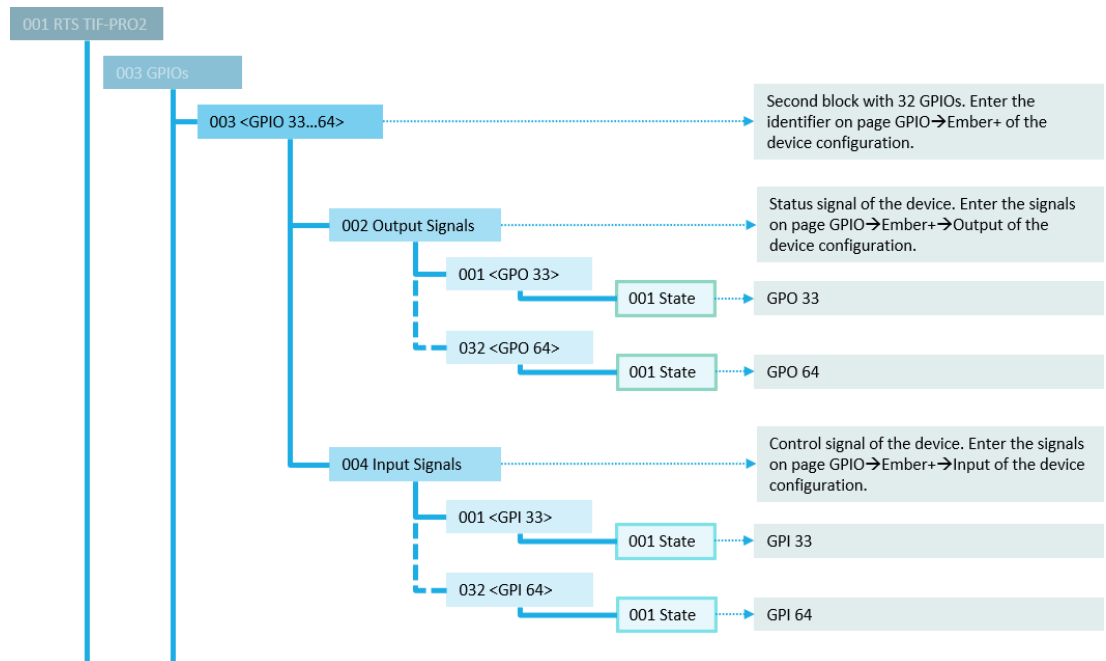 001 RTS TIF-PRO2
003 GPIOs
003 <GPIO 33...64>
Second block with 32 GPIOs. Enter the
identifier on page GPIO→Ember+ of the
device configuration.
002 Output Signals
Status signal of the device. Enter the signals
on page GPIO→Ember+→Output of the
device configuration.
001 <GPO 33>
001 State
GPO 33
032 <GPO 64>
001 State
GPO 64
004 Input Signals
Control signal of the device. Enter the signals
on page GPIO→Ember+→Input of the device
configuration.
001 <GPI 33>
001 State
GPI 33
032 <GPI 64>
001 State
GPI 64